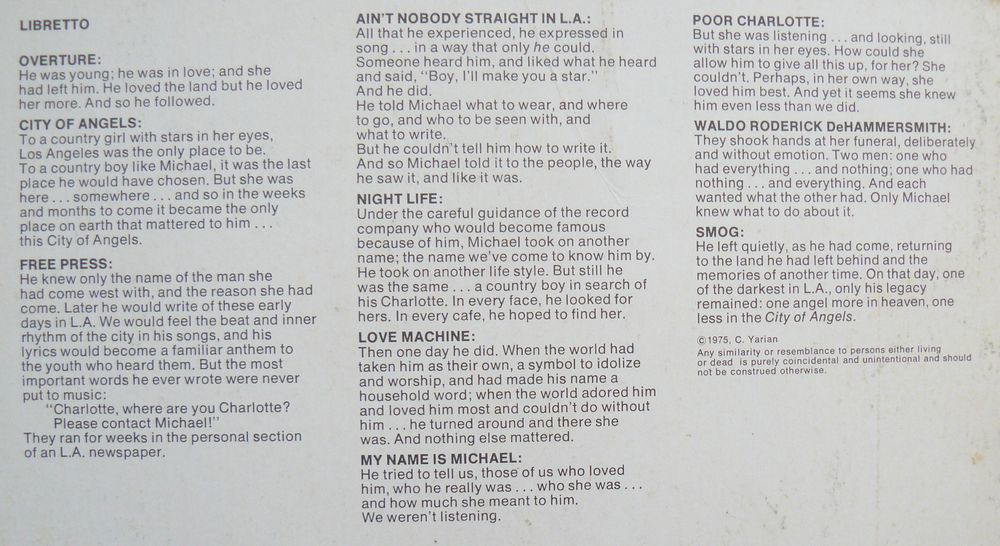 LIBRETTO
OVERTURE:
He was young; he was in love; and she
had left him. He loved the land but he loved
her more. And so he followed.
CITY OF ANGELS:
To a country girl with stars in her eyes,
Los Angeles was the only place to be.
To a country boy like Michael, it was the last
place he would have chosen. But she was
here . . . somewhere . . . and so in the weeks
and months to come it became the only
place on earth that mattered to him . . .
this City of Angels.
FREE PRESS:
He knew only the name of the man she
had come west with, and the reason she had
come. Later he would write of these early
days in L.A. We would feel the beat and inner
rhythm of the city in his songs, and his
lyrics would become a familiar anthem to
the youth who heard them. But the most
important words he ever wrote were never
put to music:
"Charlotte, where are you Charlotte?
Please contact Michael!"
They ran for weeks in the personal section
of an L.A. newspaper.
AIN'T NOBODY STRAIGHT IN L.A.:
All that he experienced, he expressed in
song . . . in a way that only he could.
Someone heard him, and liked what he heard
and said, "Boy, I'll make you a star."
And he did.
He told Michael what to wear, and where
to go, and who to be seen with, and
what to write.
But he couldn't tell him how to write it.
And so Michael told it to the people, the way
he saw it, and like it was.
NIGHT LIFE:
Under the careful guidance of the record
company who would become famous
because of him, Michael took on another
name; the name we've come to know him by.
He took on another life style. But still he
was the same . . . a country boy in search of
his Charlotte. In every face, he looked for
hers. In every cafe, he hoped to find her.
LOVE MACHINE:
Then one day he did. When the world had
taken him as their own, a symbol to idolize
and worship, and had made his name a
household word; when the world adored him
and loved him most and couldn't do without
him . . . he turned around and there she
was. And nothing else mattered.
MY NAME IS MICHAEL:
He tried to tell us, those of us who loved
him, who he really was . . . who she was . . .
and how much she meant to him.
We weren't listening.
POOR CHARLOTTE:
But she was listening . . . and looking, still
with stars in her eyes. How could she
allow him to give all this up, for her? She
couldn't. Perhaps, in her own way, she
loved him best. And yet it seems she knew
him even less than we did.
WALDO RODERICK DeHAMMERSMITH:
They shook hands at her funeral, deliberately
and without emotion. Two men: one who
had everything . . . and nothing; one who had
nothing . . . and everything. And each
wanted what the other had. Only Michael
knew what to do about it.
SMOG:
He left quietly, as he had come, returning
to the land he had left behind and the
memories of another time. On that day, one
of the darkest in L.A., only his legacy
remained: one angel more in heaven, one
less in the City of Angels.
©1975, C. Yarian
Any similarity or resemblance to persons either living
or dead is purely coincidental and unintentional and should
not be construed otherwise.